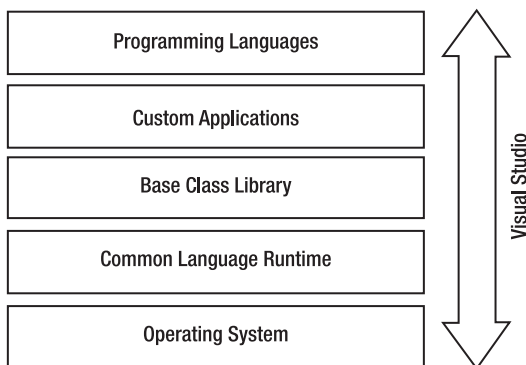 Programming Languages
Custom Applications
Base Class Library
Common Language Runtime
Operating System
Visual Studio